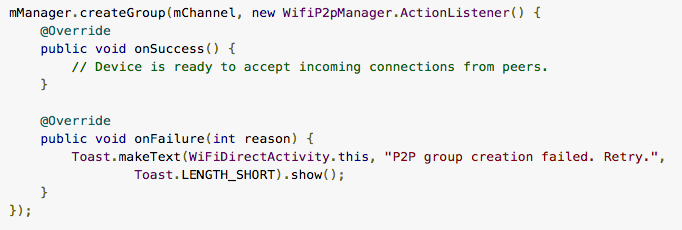 mManager.createGroup(mChannel, new WifiP2pManager.ActionListener() {
    @Override
    public void onSuccess() {
        // Device is ready to accept incoming connections from peers.
    }

    @Override
    public void onFailure(int reason) {
        Toast.makeText(WiFiDirectActivity.this, "P2P group creation failed. Retry.",
                Toast.LENGTH_SHORT).show();
    }
});